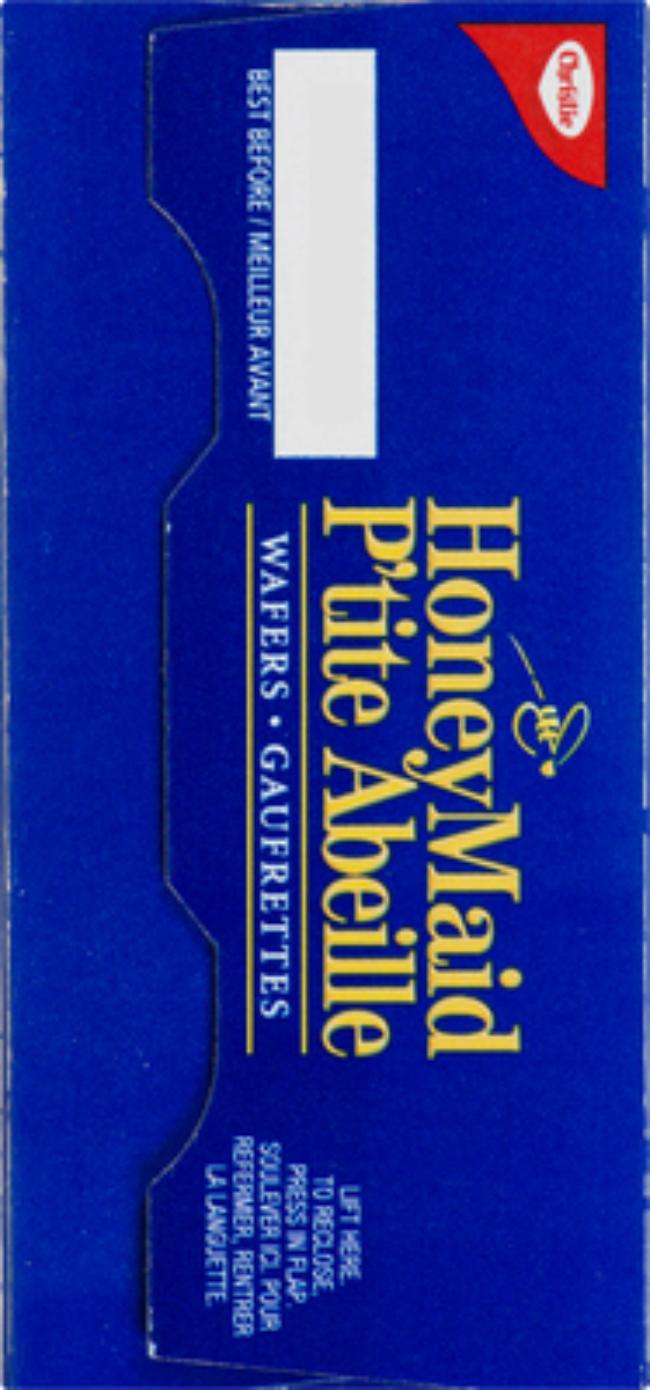 Christie
BEST BEFORE / MEILLEUR AVANT
HoneyMaid
P'tite Abeille
WAFERS • GAUFRETTES
LIFT HERE.
TO RECLOSE,
PRESS IN FLAP.
SOULEVER ICI. POUR
REFERMER, RENTRER
LA LANGUETTE.